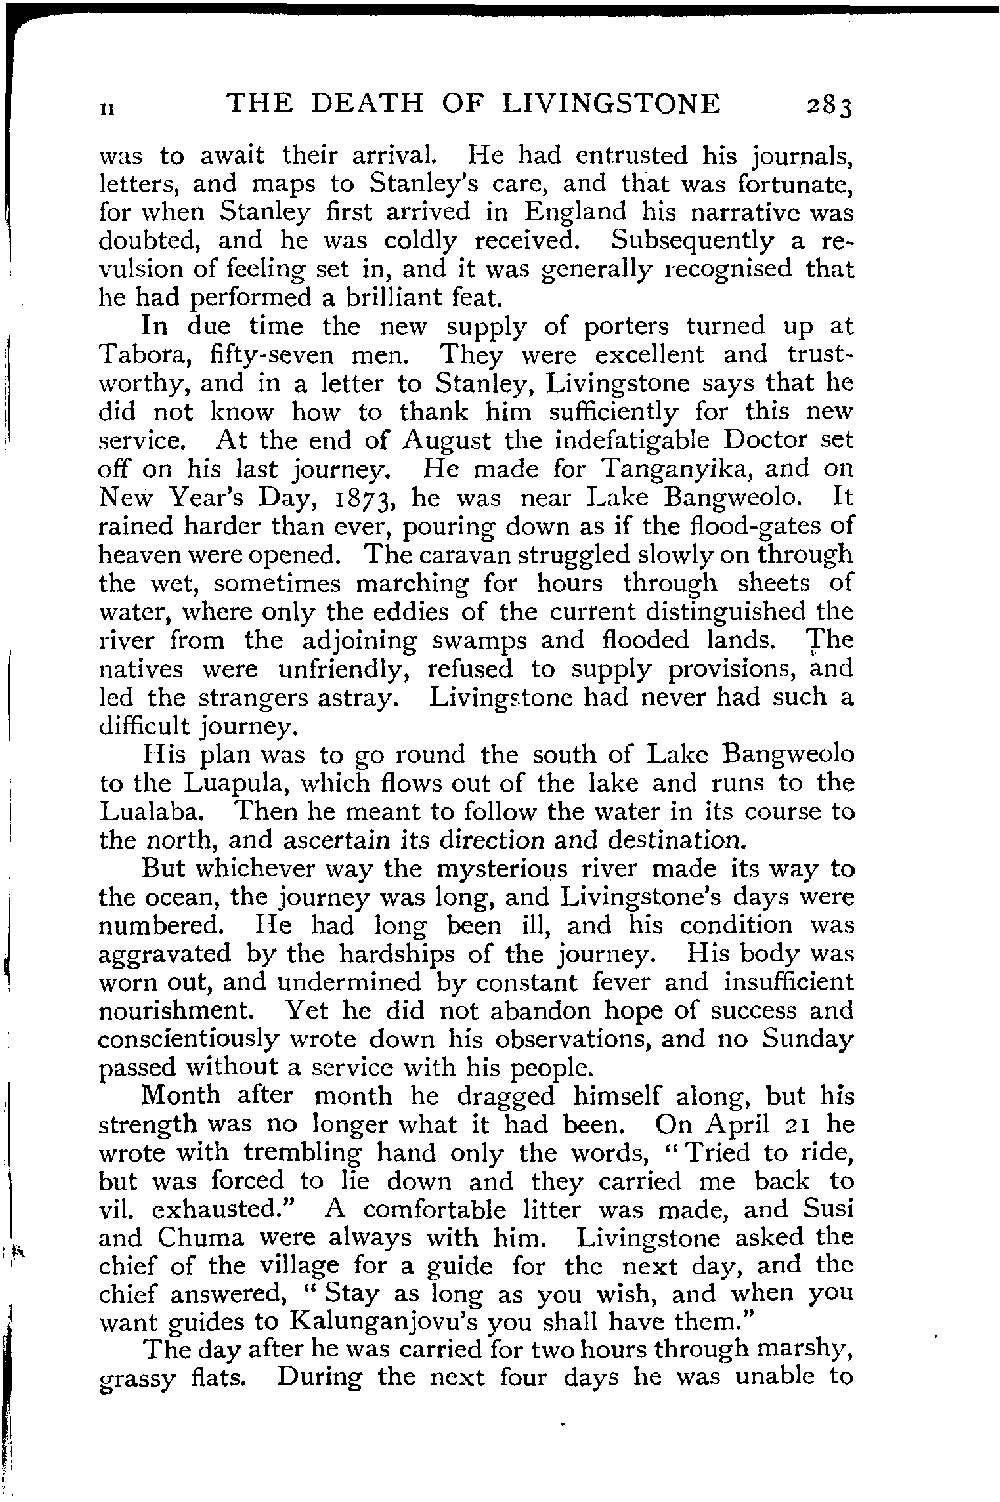 II THE DEATH OF LIVINGSTONE 283
was to await their arrival. He had entrusted his journals,
letters, and maps to Stanley's care, and that was fortunate,
for when Stanley first arrived in England his narrative was
doubted, and he was coldly received. Subsequently a re-
vulsion of feeling set in, and it was generally recognised that
he had performed a brilliant feat.
In due time the new supply of porters turned up at
Tabora, fifty-seven men. They were excellent and trust-
worthy, and in a letter to Stanley, Livingstone says that he
did not know how to thank him sufficiently for this new
service. At the end of August the indefatigable Doctor set
off on his last journey. He made for Tanganyika, and on
New Year's Day, 1873, he was near Lake Bangweolo. It
rained harder than ever, pouring down as if the flood-gates of
heaven were opened. The caravan struggled slowly on through
the wet, sometimes marching for hours through sheets of
water, where only the eddies of the current distinguished the
river from the adjoining swamps and flooded lands. The
natives were unfriendly, refused to supply provisions, and
led the strangers astray. Livingstone had never had such a
difficult journey.
His plan was to go round the south of Lake Bangweolo
to the Luapula, which flows out of the lake and runs to the
Lualaba. Then he meant to follow the water in its course to
the north, and ascertain its direction and destination.
But whichever way the mysterious river made its way to
the ocean, the journey was long, and Livingstone's days were
numbered. He had long been ill, and his condition was
aggravated by the hardships of the journey. His body was
worn out, and undermined by constant fever and insufficient
nourishment. Yet he did not abandon hope of success and
conscientiously wrote down his observations, and no Sunday
passed without a service with his people.
Month after month he dragged himself along, but his
strength was no longer what it had been. On April 21 he
wrote with trembling hand only the words, "Tried to ride,
but was forced to lie down and they carried me back to
vil. exhausted." A comfortable litter was made, and Susi
and Chuma were always with him. Livingstone asked the
chief of the village for a guide for the next day, and the
chief answered, "Stay as long as you wish, and when you
want guides to Kalunganjovu's you shall have them."
The day after he was carried for two hours through marshy,
grassy flats. During the next four days he was unable to